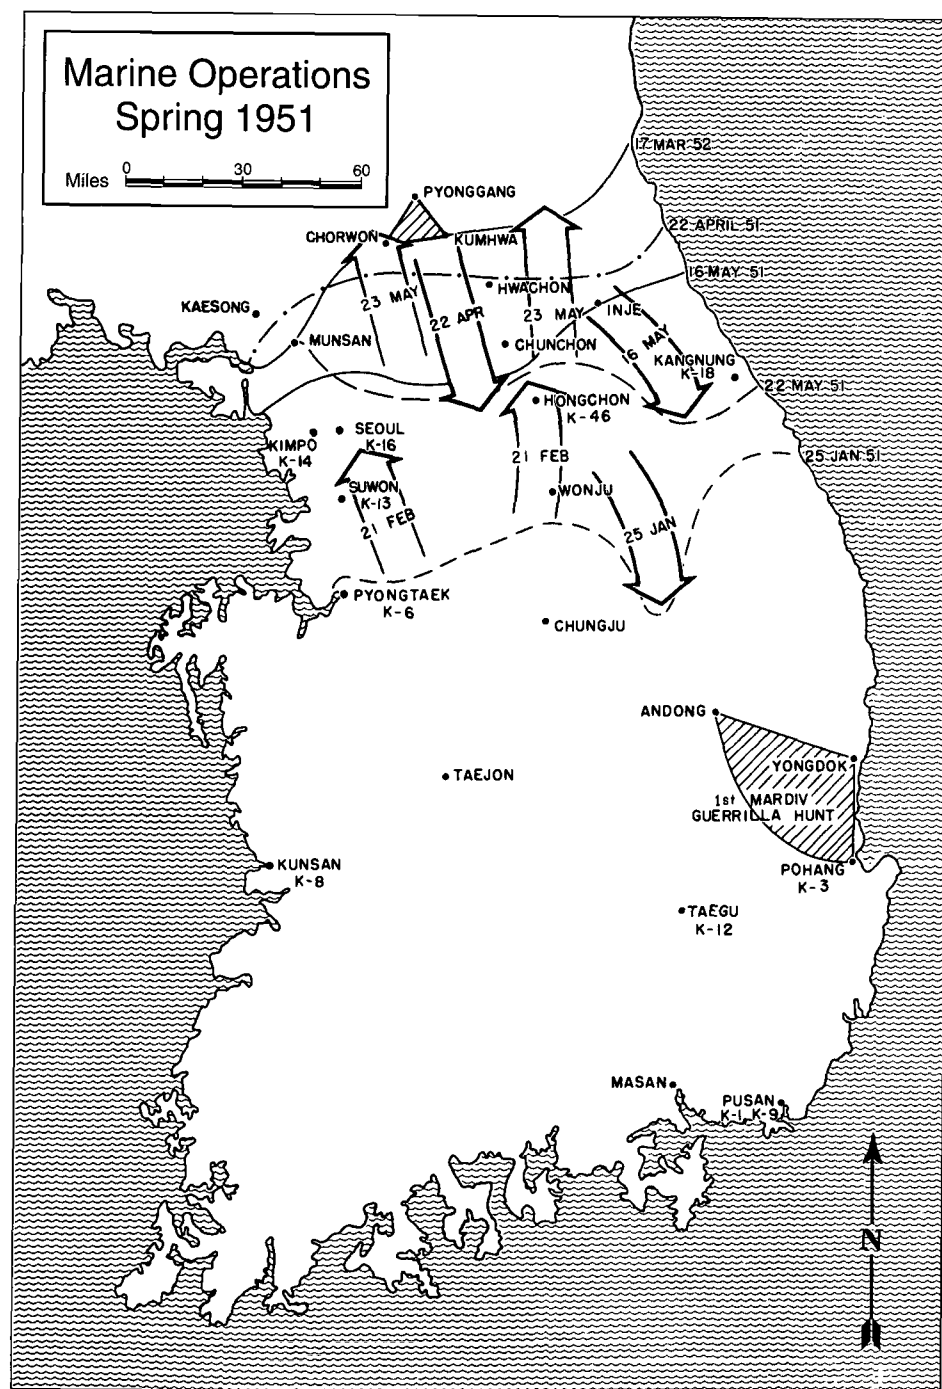 Marine Operations
Spring 1951
Miles 0 30 60
17 MAR 52
PYONGGANG
22 APRIL 51
CHORWON
KUMHWA
16 MAY 51
HWACHON
KAESONG
23 MAY
22 APR
23 MAY
INJE
MUNSAN
CHUNCHON
16 MAY
KANGNUNG
K-18
22 MAY 51
HONGCHON
K-46
SEOUL
K-16
KIMPO
K-14
21 FEB
25 JAN 51
SUWON
K-13
WONJU
21 FEB
25 JAN
PYONGTAEK
K-6
CHUNGJU
ANDONG
YONGDOK
TAEJON
1st MARDIV
GUERRILLA HUNT
KUNSAN
K-8
POHANG
K-3
TAEGU
K-12
MASAN
PUSAN
K-1, K-9
N